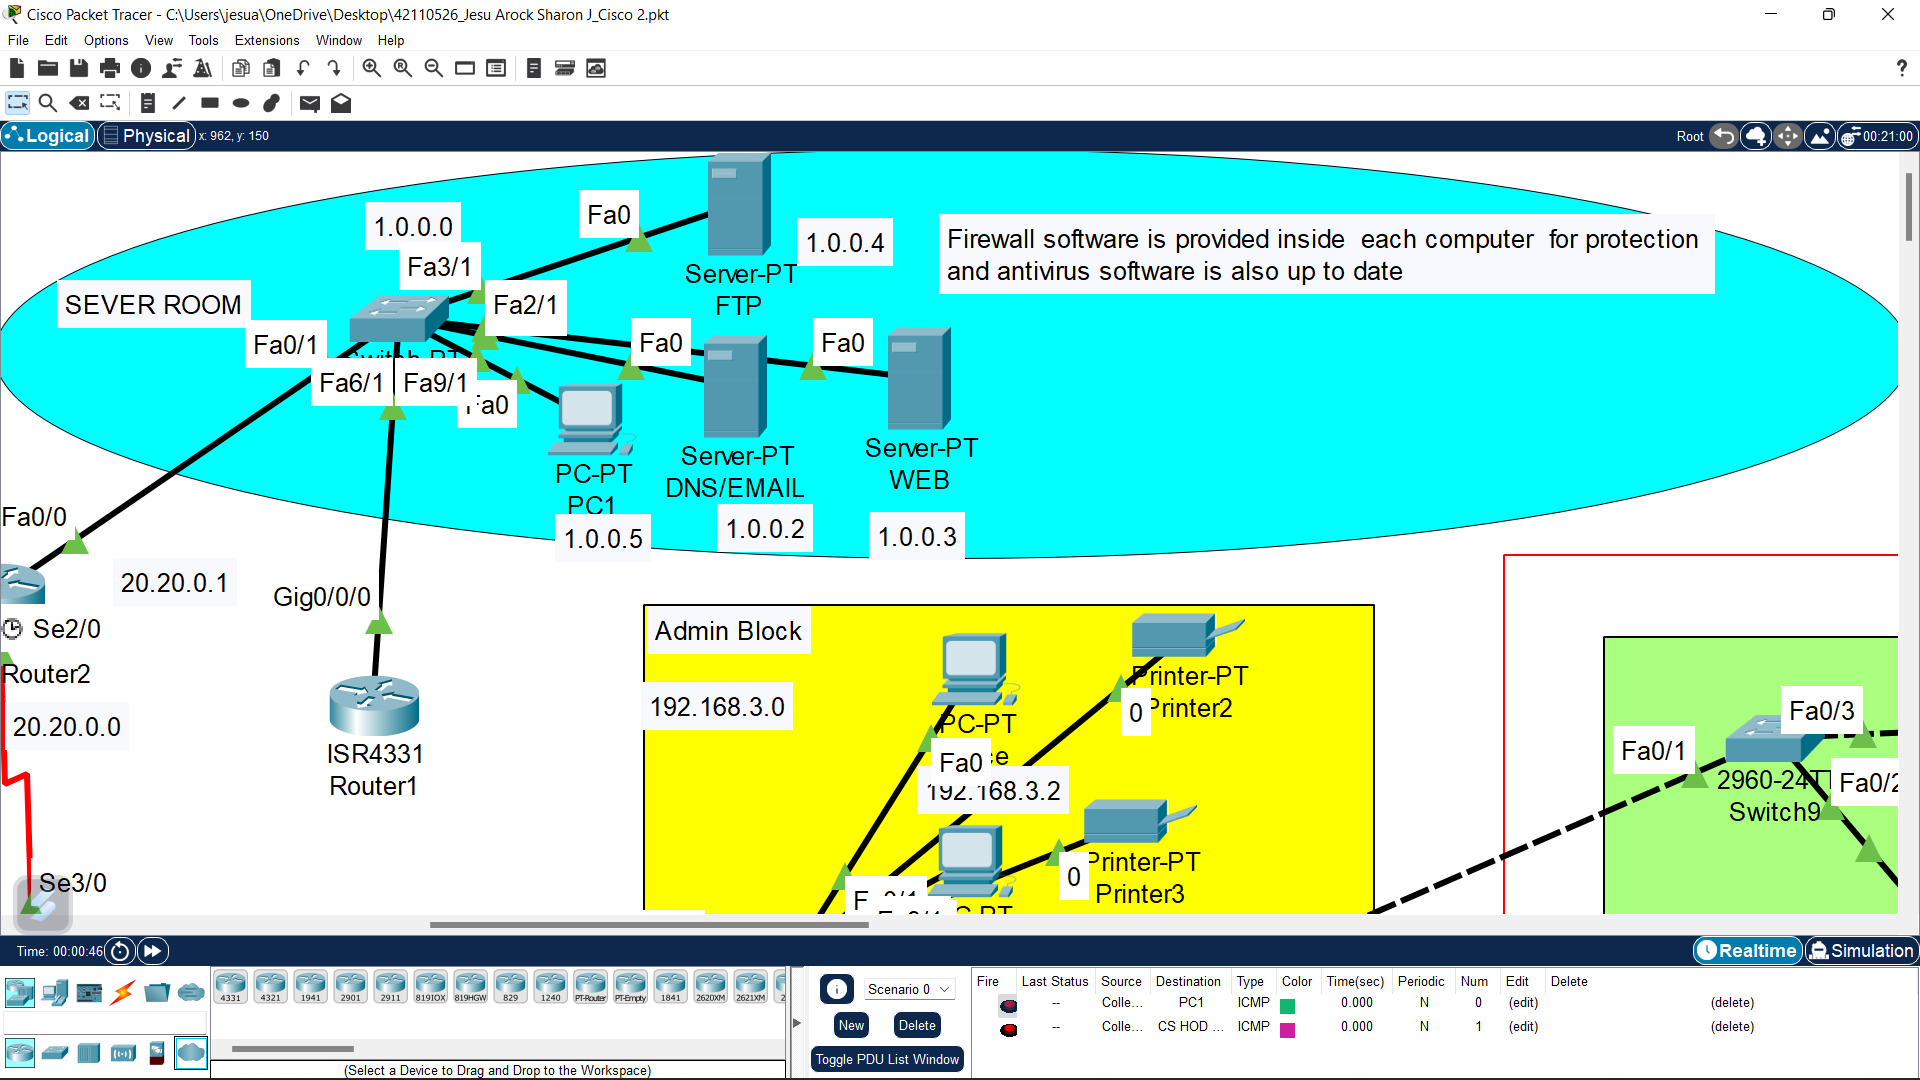 Cisco Packet Tracer - C:\Users\jesua\OneDrive\Desktop\42110526_Jesu Arock Sharon J_Cisco 2.pkt
File Edit Options View Tools Extensions Window Help
?
Logical Physical x: 962, y: 150
Root 00:21:00
1.0.0.0
Fa0
1.0.0.4
Firewall software is provided inside  each computer  for protection
and antivirus software is also up to date
Fa3/1
Server-PT
FTP
SEVER ROOM
Fa2/1
Fa0/1
Fa0
Fa0
Switch-PT
Fa6/1
Fa9/1
Fa0
PC-PT
PC1
1.0.0.5
Server-PT
DNS/EMAIL
1.0.0.2
Server-PT
WEB
1.0.0.3
Fa0/0
20.20.0.1
Gig0/0/0
Se2/0
Router2
20.20.0.0
ISR4331
Router1
Se3/0
Admin Block
192.168.3.0
PC-PT
Fa0
192.168.3.2
Printer-PT
Printer2
0
Printer-PT
Printer3
0
Fa0/3
Fa0/1
2960-24TT
Switch9
Fa0/2
Time: 00:00:46
Realtime Simulation
4331 4321 1941 2901 2911 819IOX 819HGW 829 1240 PT-Router PT-Empty 1841 2620XM 2621XM
(Select a Device to Drag and Drop to the Workspace)
Scenario 0
New Delete
Toggle PDU List Window
Fire Last Status Source Destination Type Color Time(sec) Periodic Num Edit Delete
-- Colle... PC1 ICMP 0.000 N 0 (edit) (delete)
-- Colle... CS HOD ... ICMP 0.000 N 1 (edit) (delete)